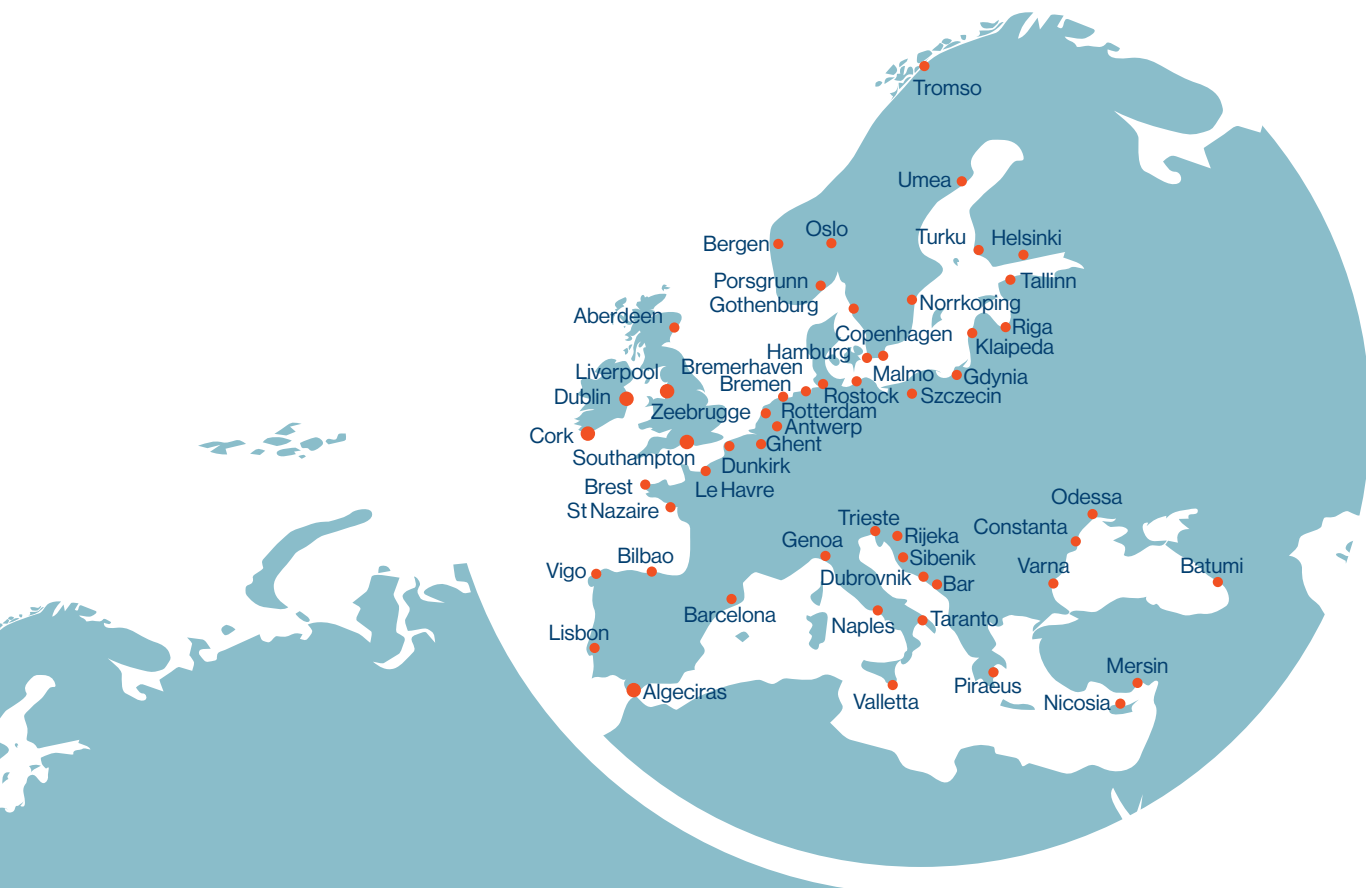 Tromso
Umea
Oslo
Bergen
Turku
Helsinki
Porsgrunn
Tallinn
Gothenburg
Norrkoping
Aberdeen
Riga
Copenhagen
Klaipeda
Hamburg
Bremerhaven
Liverpool
Malmo
Gdynia
Bremen
Dublin
Rostock
Szczecin
Zeebrugge
Rotterdam
Antwerp
Cork
Ghent
Southampton
Dunkirk
Brest
Le Havre
St Nazaire
Odessa
Trieste
Constanta
Rijeka
Genoa
Sibenik
Bilbao
Varna
Batumi
Vigo
Dubrovnik
Bar
Barcelona
Taranto
Naples
Lisbon
Mersin
Piraeus
Algeciras
Valletta
Nicosia